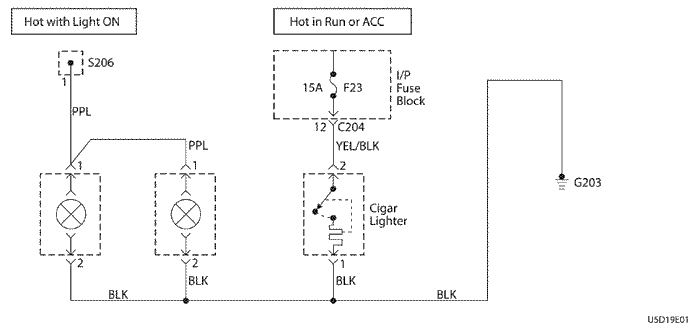 Hot with Light ON
Hot in Run or ACC
S206
1
PPL
15A F23
I/P
Fuse
Block
12 C204
YEL/BLK
PPL
1
1
2
G203
Cigar
Lighter
2
2
1
BLK
BLK
BLK
BLK
BLK
U5D19E01